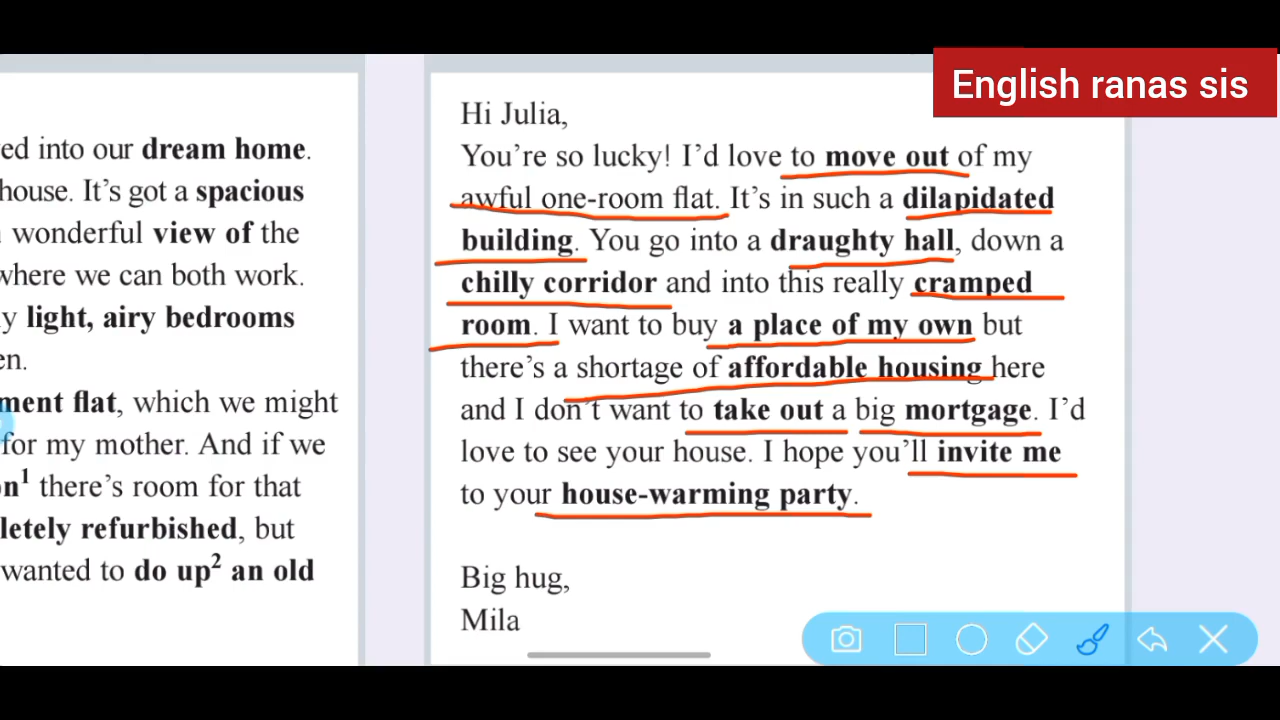 English ranas sis
ed into our dream home.
house. It's got a spacious
wonderful view of the
where we can both work.
light, airy bedrooms
en.
ment flat, which we might
for my mother. And if we
on¹ there's room for that
letely refurbished, but
wanted to do up² an old
Hi Julia,
You're so lucky! I'd love to move out of my
awful one-room flat. It's in such a dilapidated
building. You go into a draughty hall, down a
chilly corridor and into this really cramped
room. I want to buy a place of my own but
there's a shortage of affordable housing here
and I don't want to take out a big mortgage. I'd
love to see your house. I hope you'll invite me
to your house-warming party.
Big hug,
Mila